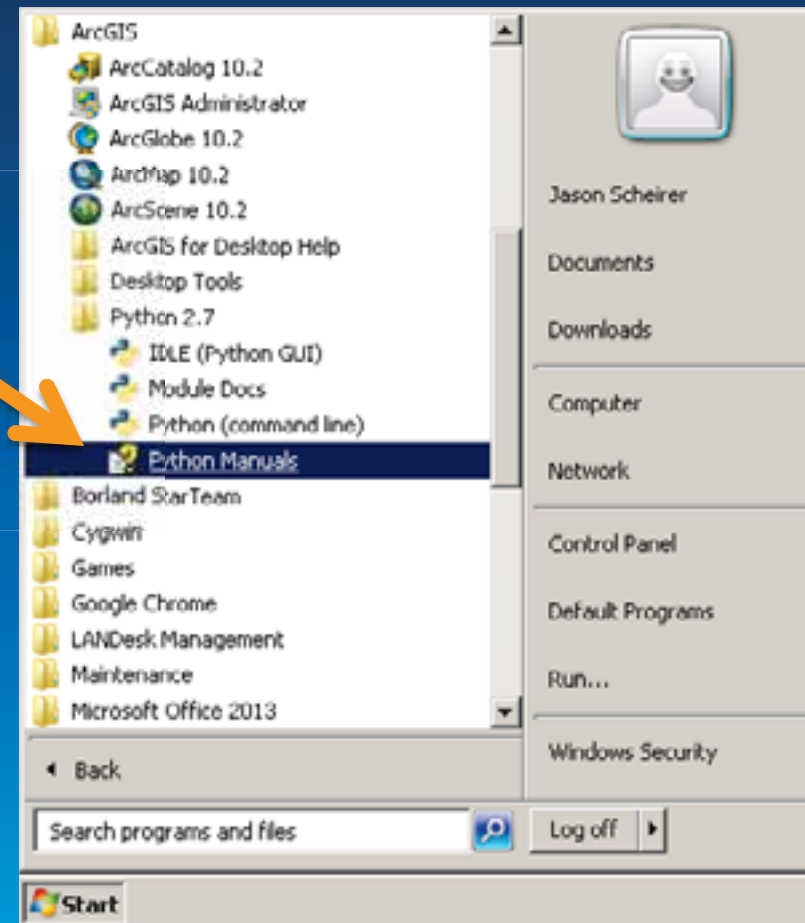 ArcGIS
ArcCatalog 10.2
ArcGIS Administrator
ArcGlobe 10.2
ArcMap 10.2
ArcScene 10.2
ArcGIS for Desktop Help
Desktop Tools
Python 2.7
IDLE (Python GUI)
Module Docs
Python (command line)
Python Manuals
Borland StarTeam
Cygwin
Games
Google Chrome
LANDesk Management
Maintenance
Microsoft Office 2013
Back
Search programs and files
Jason Scheirer
Documents
Downloads
Computer
Network
Control Panel
Default Programs
Run...
Windows Security
Log off
Start